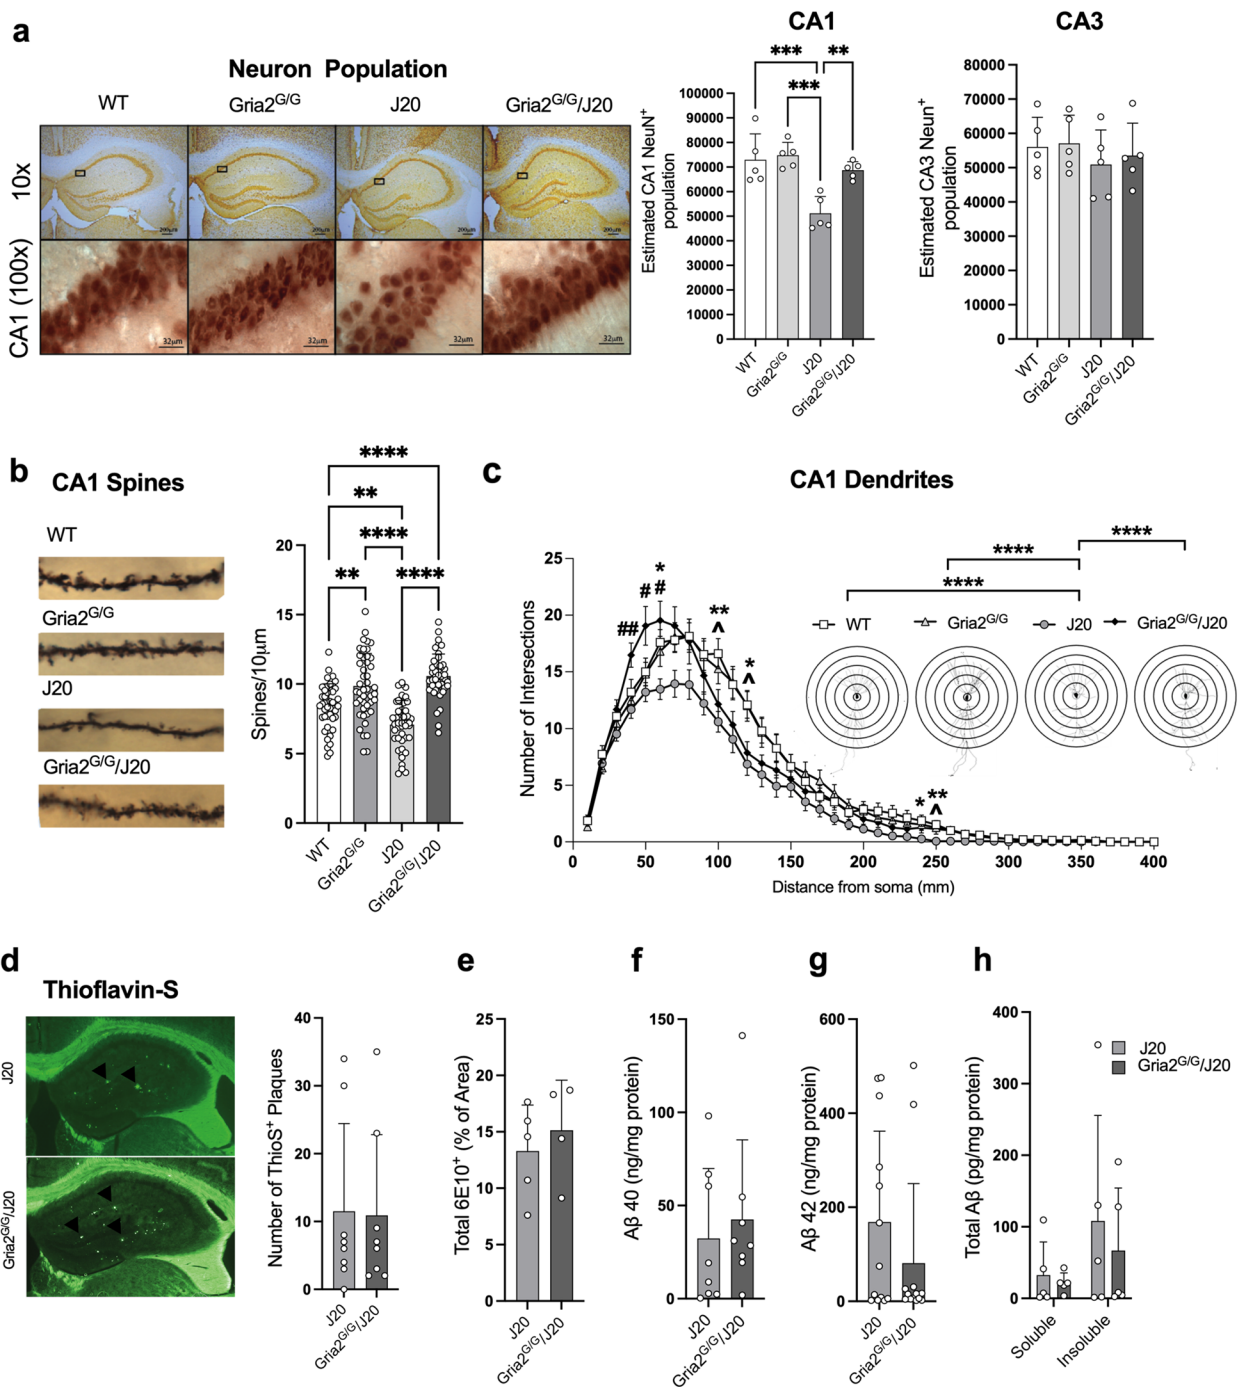 a
Neuron Population
WT
Gria2G/G
J20
Gria2G/G/J20
10x
200µm
200µm
200µm
200µm
CA1 (100x)
32µm
32µm
32µm
32µm
CA1
*** **
***
Estimated CA1 NeuN+
population
100000
90000
80000
70000
60000
50000
40000
30000
20000
10000
0
WT
Gria2G/G
J20
Gria2G/G/J20
CA3
Estimated CA3 Neun+
population
80000
70000
60000
50000
40000
30000
20000
10000
0
WT
Gria2G/G
J20
Gria2G/G/J20
b
CA1 Spines
WT
Gria2G/G
J20
Gria2G/G/J20
****
**
****
** ****
Spines/10µm
20
15
10
5
0
WT
Gria2G/G
J20
Gria2G/G/J20
c
CA1 Dendrites
Number of Intersections
25
20
15
10
5
0
## # * # ** ^ * ^ * ** ^
****
****
****
WT
Gria2G/G
J20
Gria2G/G/J20
0 50 100 150 200 250 300 350 400
Distance from soma (mm)
d
Thioflavin-S
J20
Gria2G/G/J20
Number of ThioS+ Plaques
40
30
20
10
0
J20
Gria2G/G/J20
e
Total 6E10+ (% of Area)
25
20
15
10
5
0
J20
Gria2G/G/J20
f
Aβ 40 (ng/mg protein)
150
100
50
0
J20
Gria2G/G/J20
g
Aβ 42 (ng/mg protein)
600
400
200
0
J20
Gria2G/G/J20
h
Total Aβ (pg/mg protein)
400
300
200
100
0
J20
Gria2G/G/J20
Soluble
Insoluble